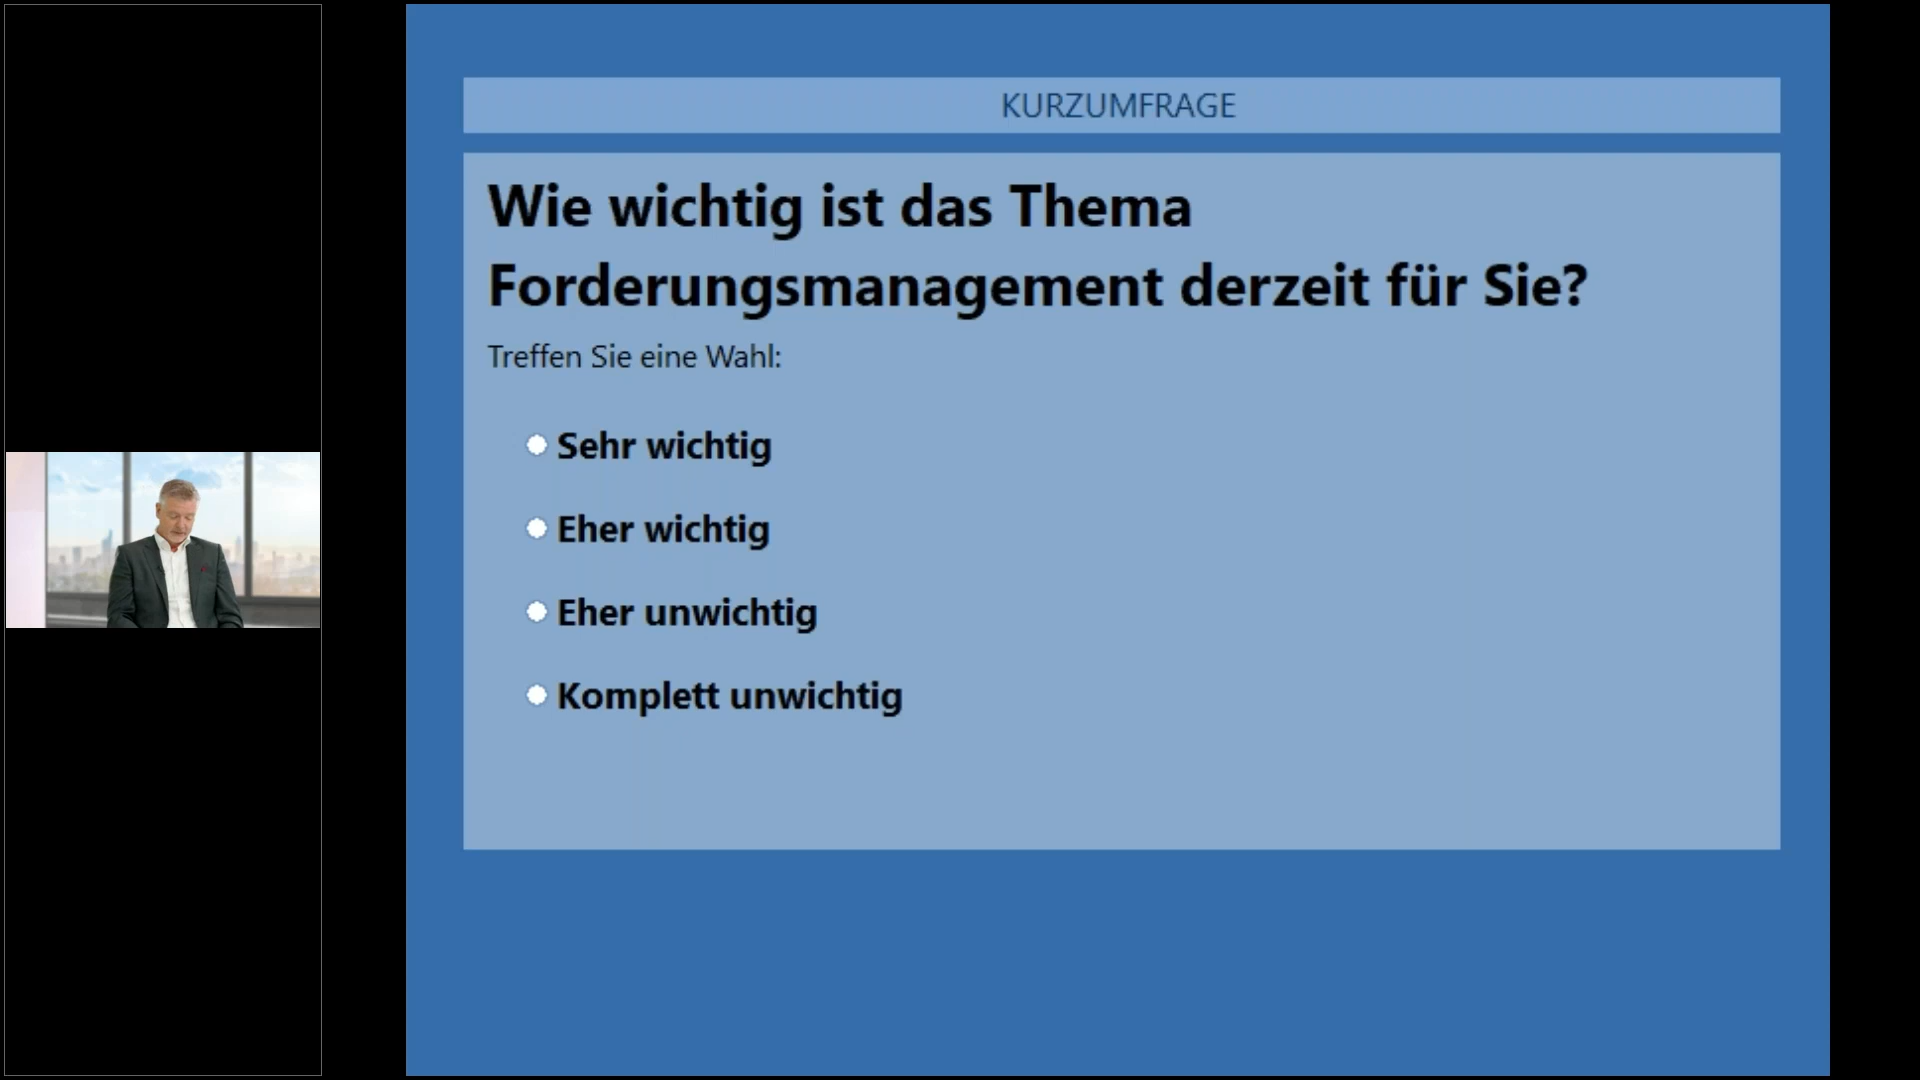 KURZUMFRAGE
Wie wichtig ist das Thema
Forderungsmanagement derzeit für Sie?
Treffen Sie eine Wahl:
Sehr wichtig
Eher wichtig
Eher unwichtig
Komplett unwichtig